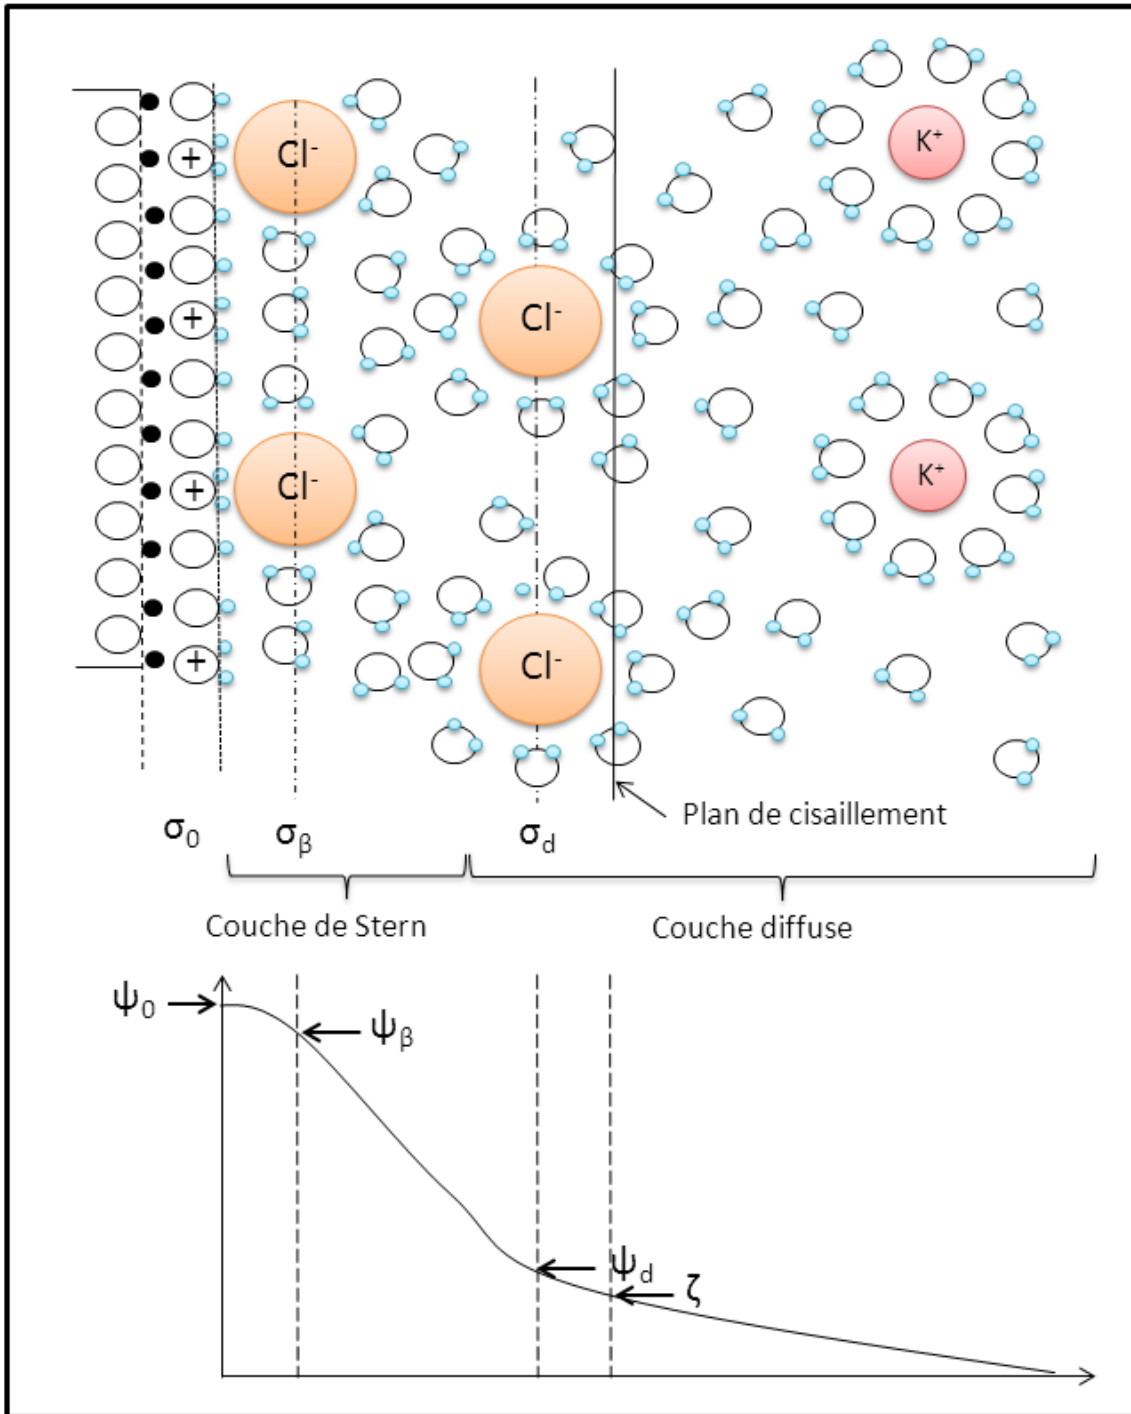 Cl⁻
K⁺
+
Cl⁻
+
Cl⁻
+
K⁺
Cl⁻
+
Plan de cisaillement
σ₀ σᵦ σd
Couche de Stern
Couche diffuse
ψ₀
ψᵦ
ψd
ζ